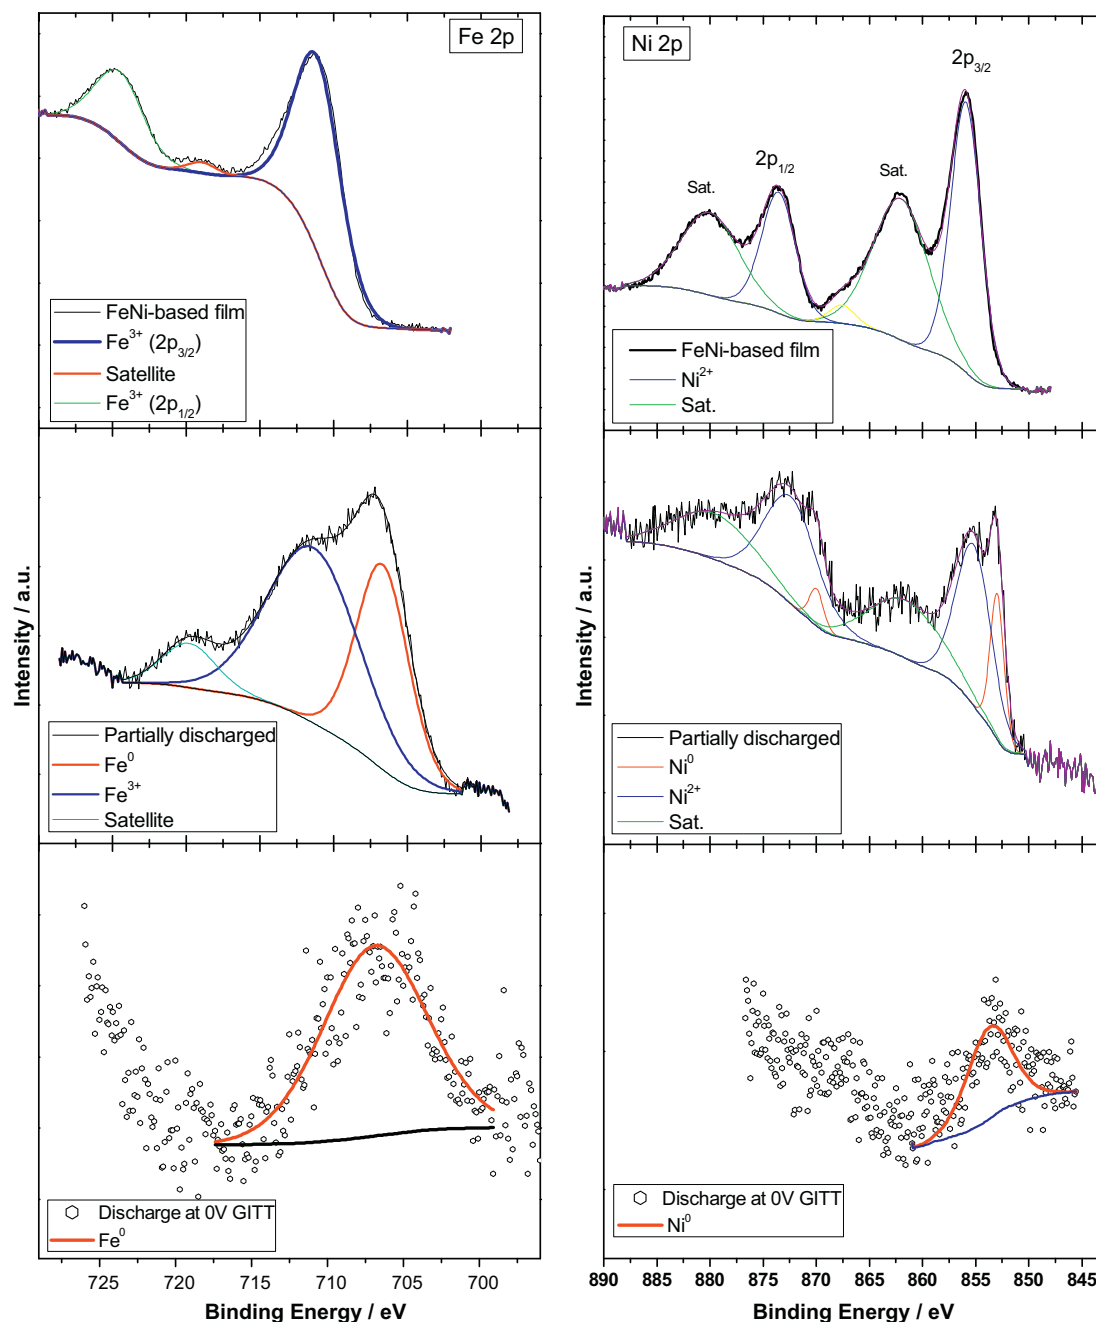 Fe 2p
FeNi-based film
Fe³⁺ (2p₃/₂)
Satellite
Fe³⁺ (2p₁/₂)
Ni 2p
2p₃/₂
2p₁/₂
Sat.
Sat.
FeNi-based film
Ni²⁺
Sat.
Intensity / a.u.
Partially discharged
Fe⁰
Fe³⁺
Satellite
Intensity / a.u.
Partially discharged
Ni⁰
Ni²⁺
Sat.
Discharge at 0V GITT
Fe⁰
725 720 715 710 705 700
Binding Energy / eV
Discharge at 0V GITT
Ni⁰
890 880 875 870 865 860 855 850 845
Binding Energy / eV